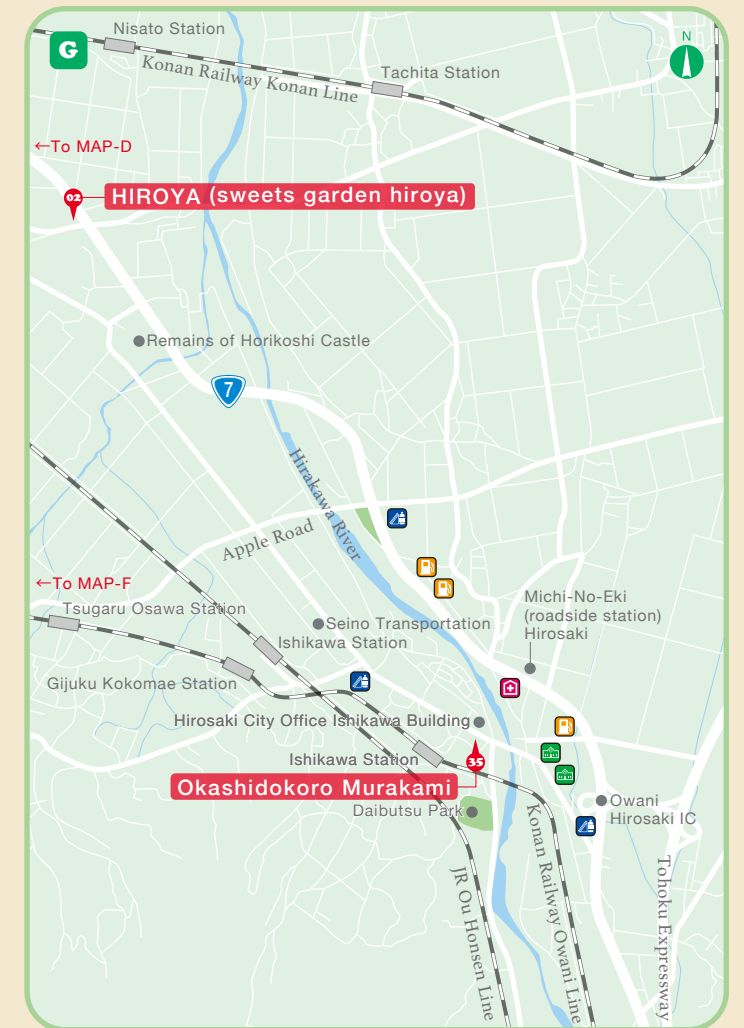 Nisato Station
G
N
Konan Railway Konan Line
Tachita Station
←To MAP-D
02
HIROYA (sweets garden hiroya)
Remains of Horikoshi Castle
7
Hirakawa River
Apple Road
←To MAP-F
Michi-No-Eki
(roadside station)
Hirosaki
Tsugaru Osawa Station
Seino Transportation
Ishikawa Station
Gijuku Kokomae Station
Hirosaki City Office Ishikawa Building
Ishikawa Station
35
Okashidokoro Murakami
Daibutsu Park
Owani
Hirosaki IC
JR Ou Honsen Line
Konan Railway Owani Line
Tohoku Expressway